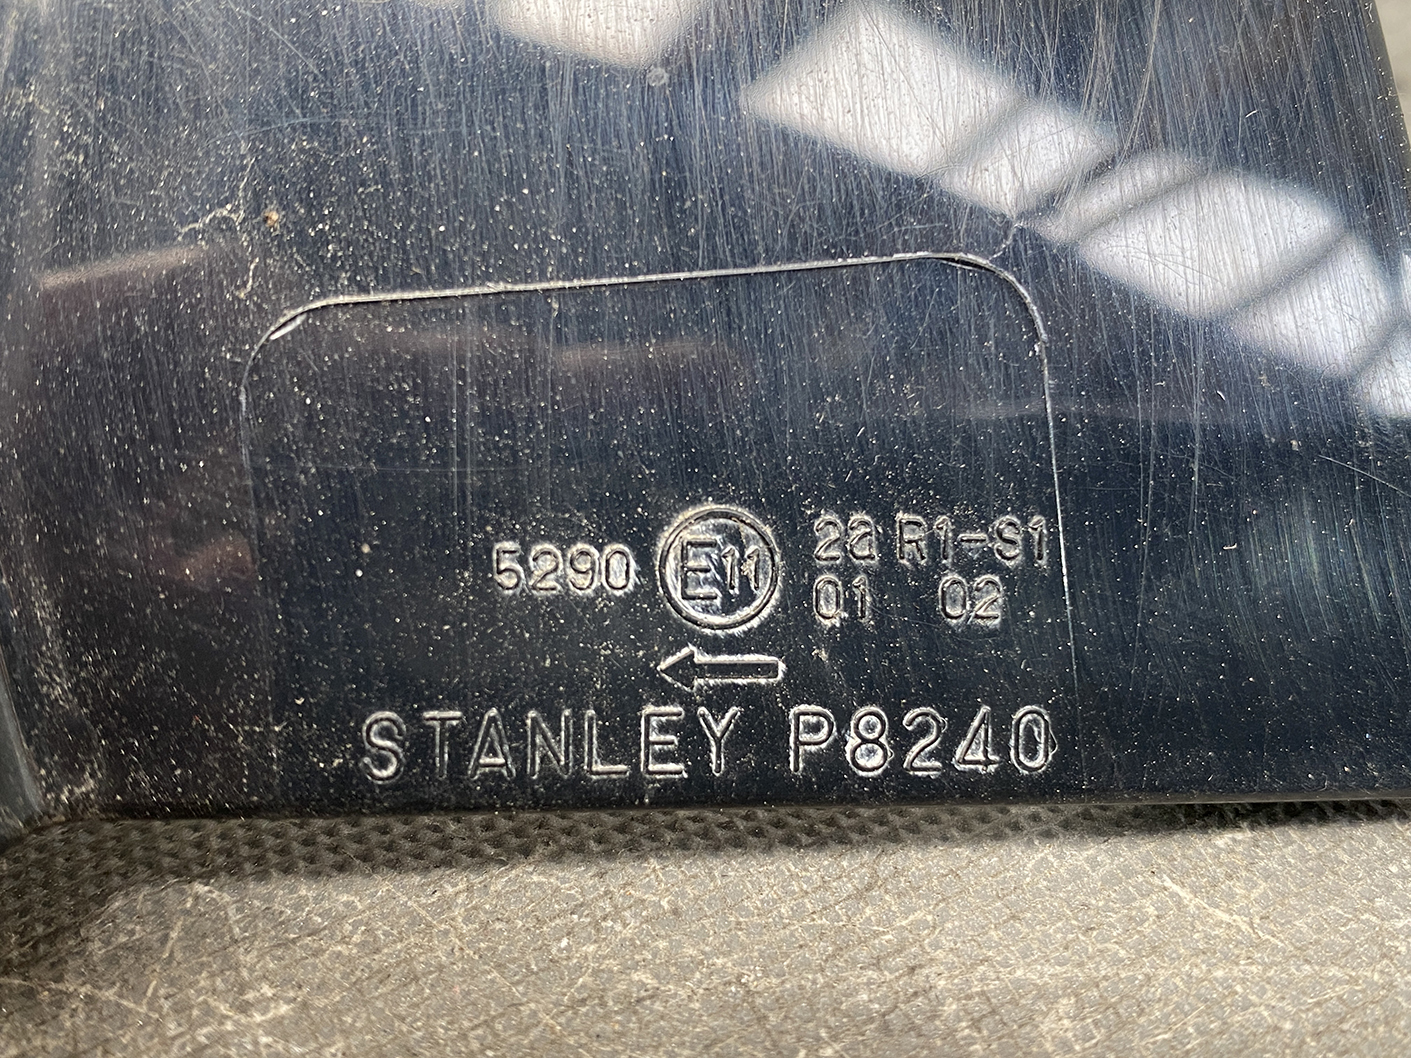 5290 E11 2a R1-S1
01 02
STANLEY P8240